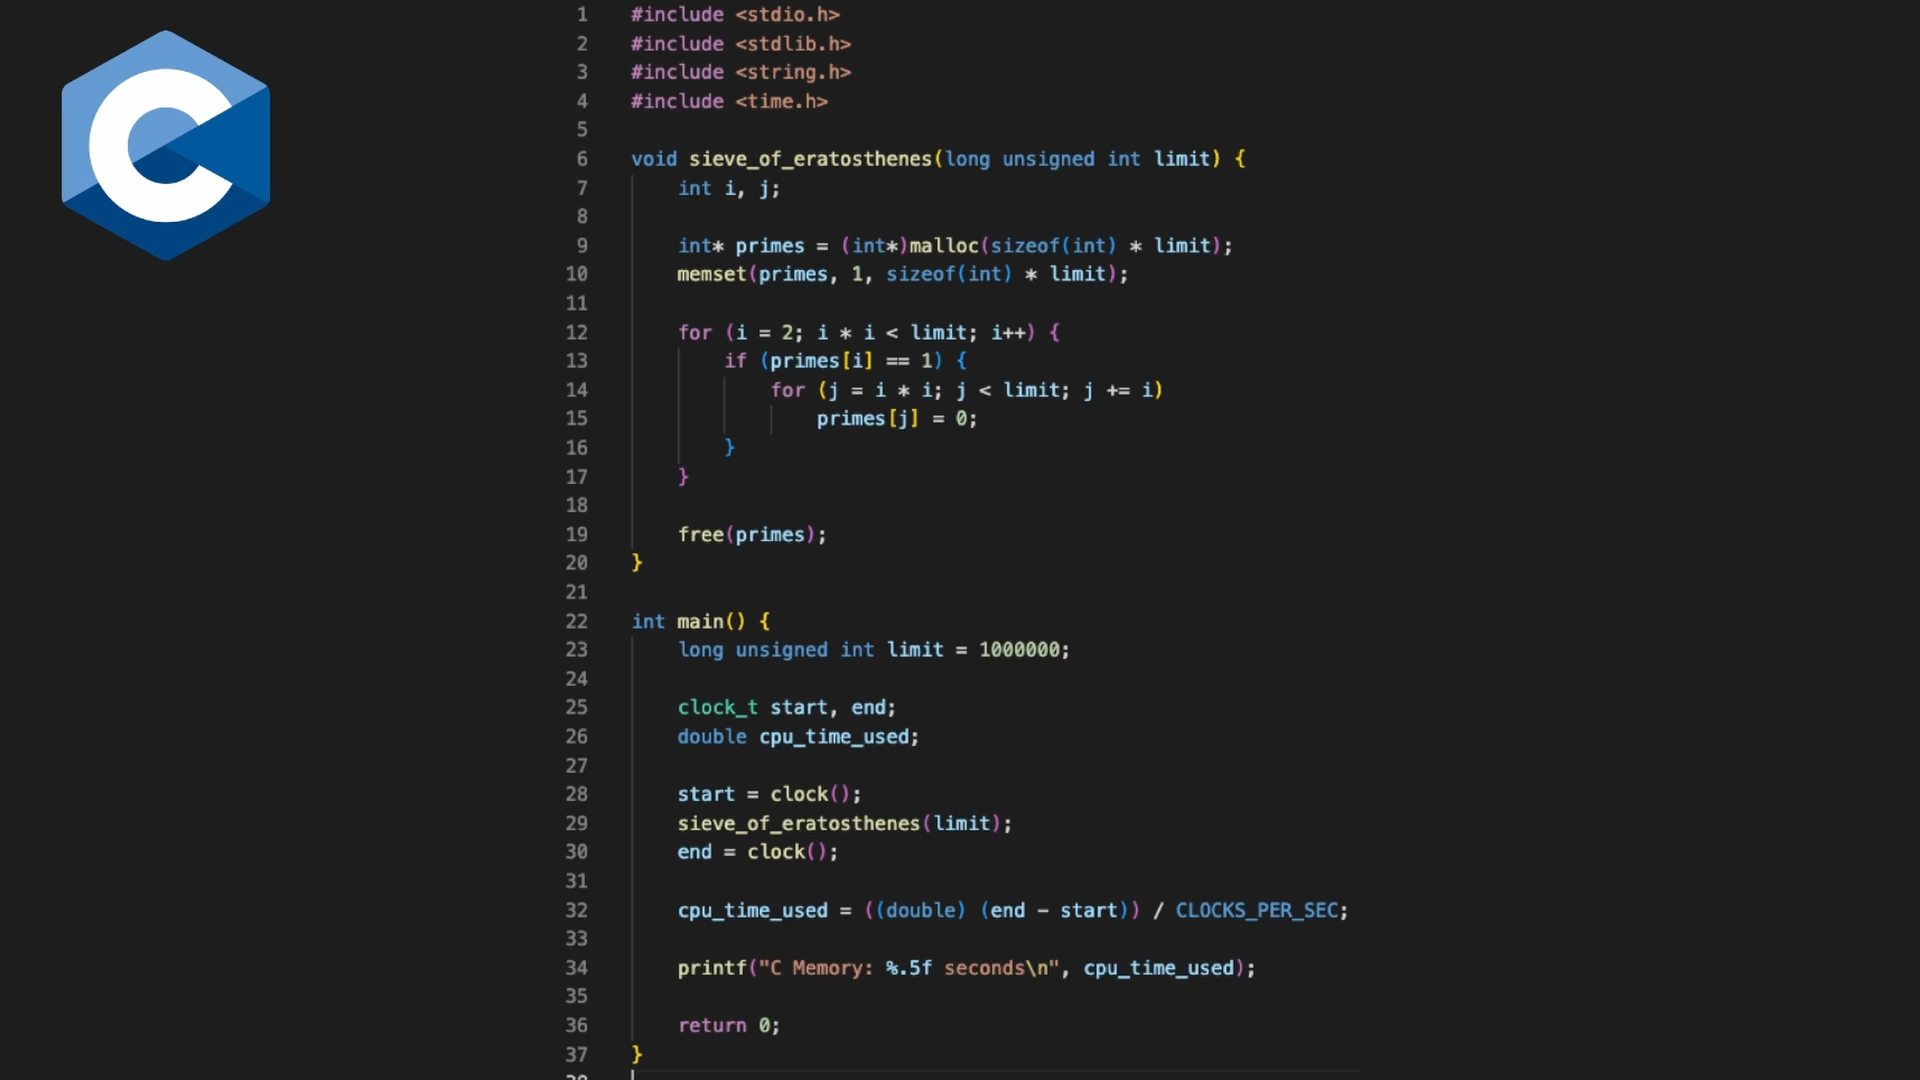 C
1 #include <stdio.h>
2 #include <stdlib.h>
3 #include <string.h>
4 #include <time.h>
5
6 void sieve_of_eratosthenes(long unsigned int limit) {
7     int i, j;
8
9     int* primes = (int*)malloc(sizeof(int) * limit);
10     memset(primes, 1, sizeof(int) * limit);
11
12     for (i = 2; i * i < limit; i++) {
13         if (primes[i] == 1) {
14             for (j = i * i; j < limit; j += i)
15                 primes[j] = 0;
16         }
17     }
18
19     free(primes);
20 }
21
22 int main() {
23     long unsigned int limit = 1000000;
24
25     clock_t start, end;
26     double cpu_time_used;
27
28     start = clock();
29     sieve_of_eratosthenes(limit);
30     end = clock();
31
32     cpu_time_used = ((double) (end - start)) / CLOCKS_PER_SEC;
33
34     printf("C Memory: %.5f seconds\n", cpu_time_used);
35
36     return 0;
37 }